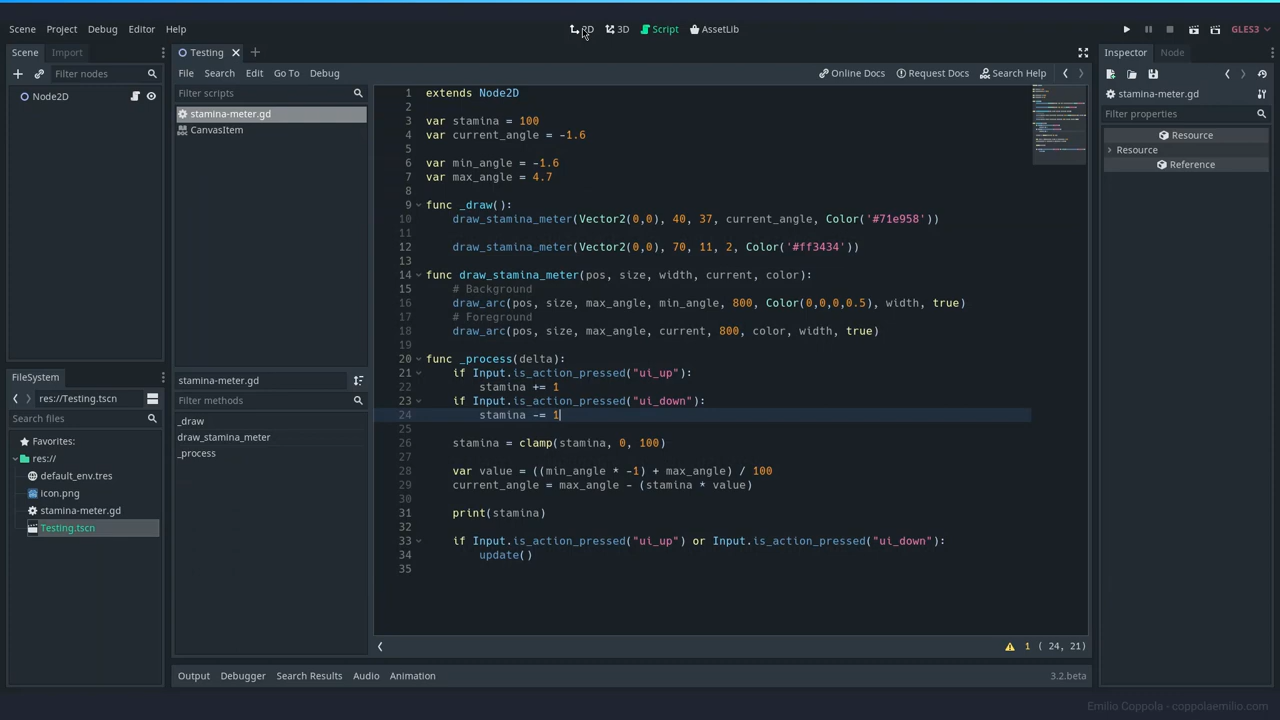 Scene Project Debug Editor Help
2D 3D Script AssetLib
GLES3
Scene Import
Filter nodes
Node2D
FileSystem
res://Testing.tscn
Search files
Favorites:
res://
default_env.tres
icon.png
stamina-meter.gd
Testing.tscn
Testing
File Search Edit Go To Debug
Online Docs Request Docs Search Help
Filter scripts
stamina-meter.gd
CanvasItem
stamina-meter.gd
Filter methods
_draw
draw_stamina_meter
_process
1 extends Node2D
2
3 var stamina = 100
4 var current_angle = -1.6
5
6 var min_angle = -1.6
7 var max_angle = 4.7
8
9 func _draw():
10 draw_stamina_meter(Vector2(0,0), 40, 37, current_angle, Color('#71e958'))
11
12 draw_stamina_meter(Vector2(0,0), 70, 11, 2, Color('#ff3434'))
13
14 func draw_stamina_meter(pos, size, width, current, color):
15 # Background
16 draw_arc(pos, size, max_angle, min_angle, 800, Color(0,0,0,0.5), width, true)
17 # Foreground
18 draw_arc(pos, size, max_angle, current, 800, color, width, true)
19
20 func _process(delta):
21 if Input.is_action_pressed("ui_up"):
22 stamina += 1
23 if Input.is_action_pressed("ui_down"):
24 stamina -= 1
25
26 stamina = clamp(stamina, 0, 100)
27
28 var value = ((min_angle * -1) + max_angle) / 100
29 current_angle = max_angle - (stamina * value)
30
31 print(stamina)
32
33 if Input.is_action_pressed("ui_up") or Input.is_action_pressed("ui_down"):
34 update()
35
1 ( 24, 21)
Output Debugger Search Results Audio Animation
3.2.beta
Inspector Node
stamina-meter.gd
Filter properties
Resource
Resource
Reference
Emilio Coppola - coppolaemilio.com